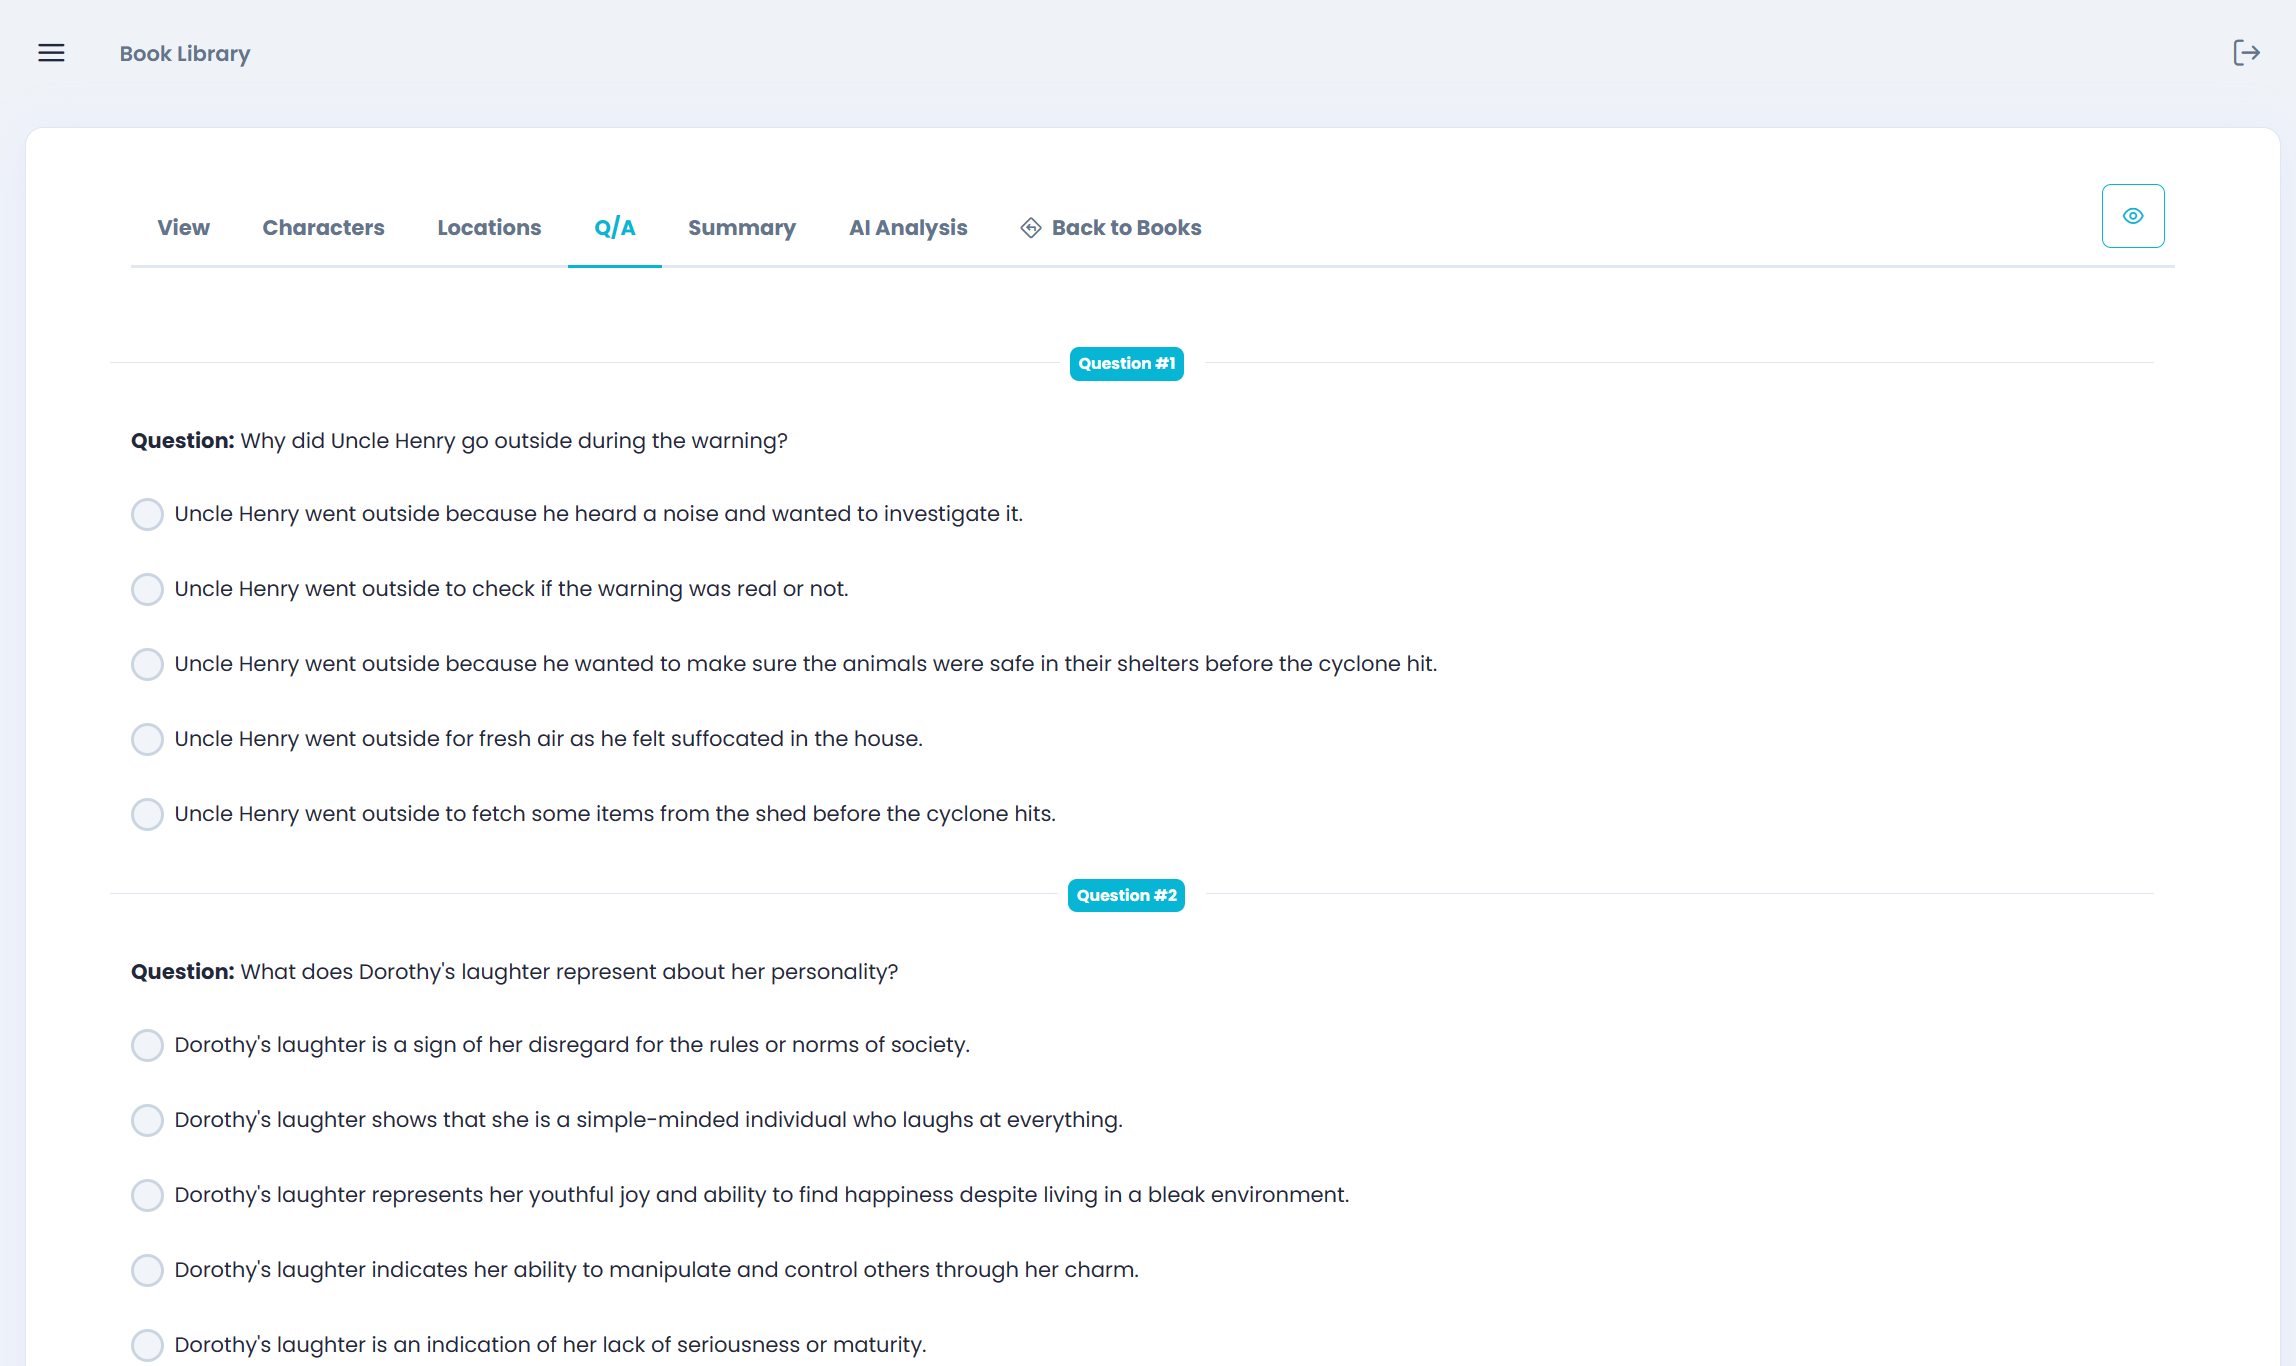 Book Library
View
Characters
Locations
Q/A
Summary
AI Analysis
Back to Books
Question #1
Question: Why did Uncle Henry go outside during the warning?
Uncle Henry went outside because he heard a noise and wanted to investigate it.
Uncle Henry went outside to check if the warning was real or not.
Uncle Henry went outside because he wanted to make sure the animals were safe in their shelters before the cyclone hit.
Uncle Henry went outside for fresh air as he felt suffocated in the house.
Uncle Henry went outside to fetch some items from the shed before the cyclone hits.
Question #2
Question: What does Dorothy's laughter represent about her personality?
Dorothy's laughter is a sign of her disregard for the rules or norms of society.
Dorothy's laughter shows that she is a simple-minded individual who laughs at everything.
Dorothy's laughter represents her youthful joy and ability to find happiness despite living in a bleak environment.
Dorothy's laughter indicates her ability to manipulate and control others through her charm.
Dorothy's laughter is an indication of her lack of seriousness or maturity.